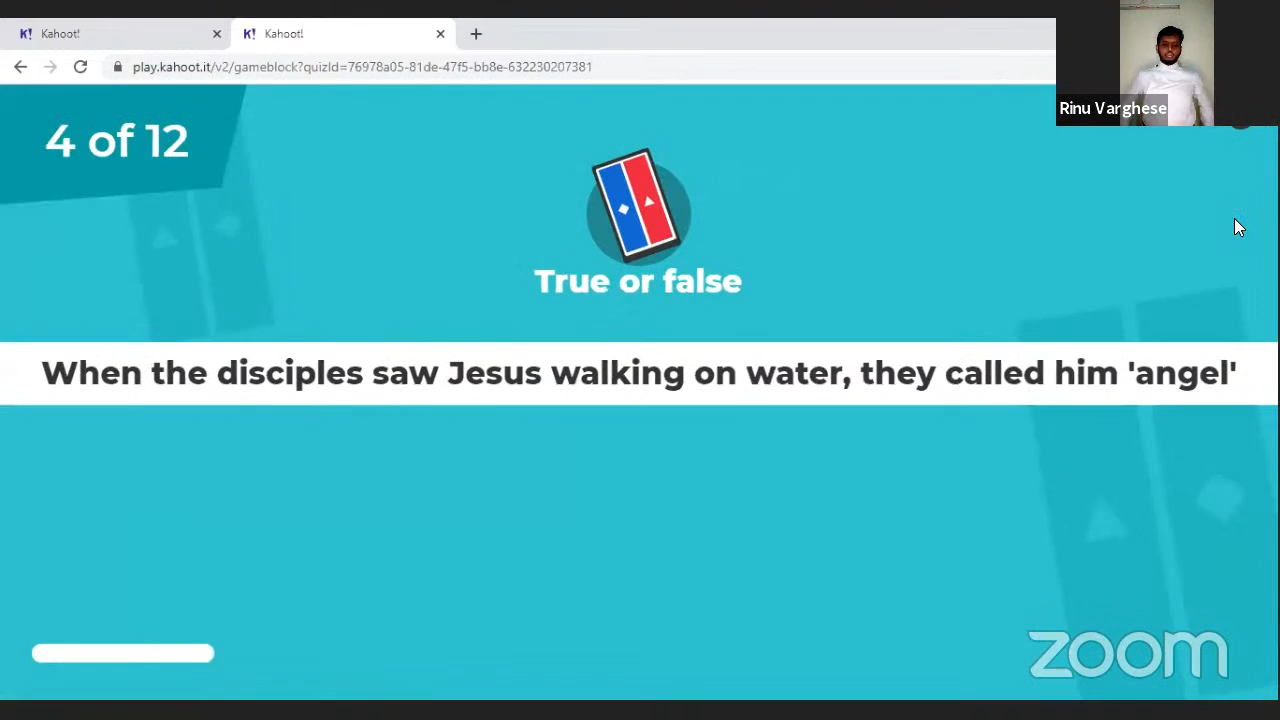 K! Kahoot!
K! Kahoot!
play.kahoot.it/v2/gameblock?quizId=76978a05-81de-47f5-bb8e-632230207381
Rinu Varghese
4 of 12
True or false
When the disciples saw Jesus walking on water, they called him 'angel'
zoom